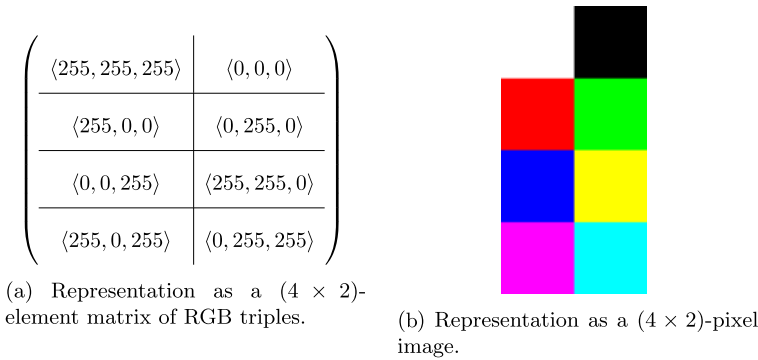 ⟨255, 255, 255⟩ ⟨0, 0, 0⟩
⟨255, 0, 0⟩ ⟨0, 255, 0⟩
⟨0, 0, 255⟩ ⟨255, 255, 0⟩
⟨255, 0, 255⟩ ⟨0, 255, 255⟩
(a) Representation as a (4 × 2)-
element matrix of RGB triples.
(b) Representation as a (4 × 2)-pixel
image.